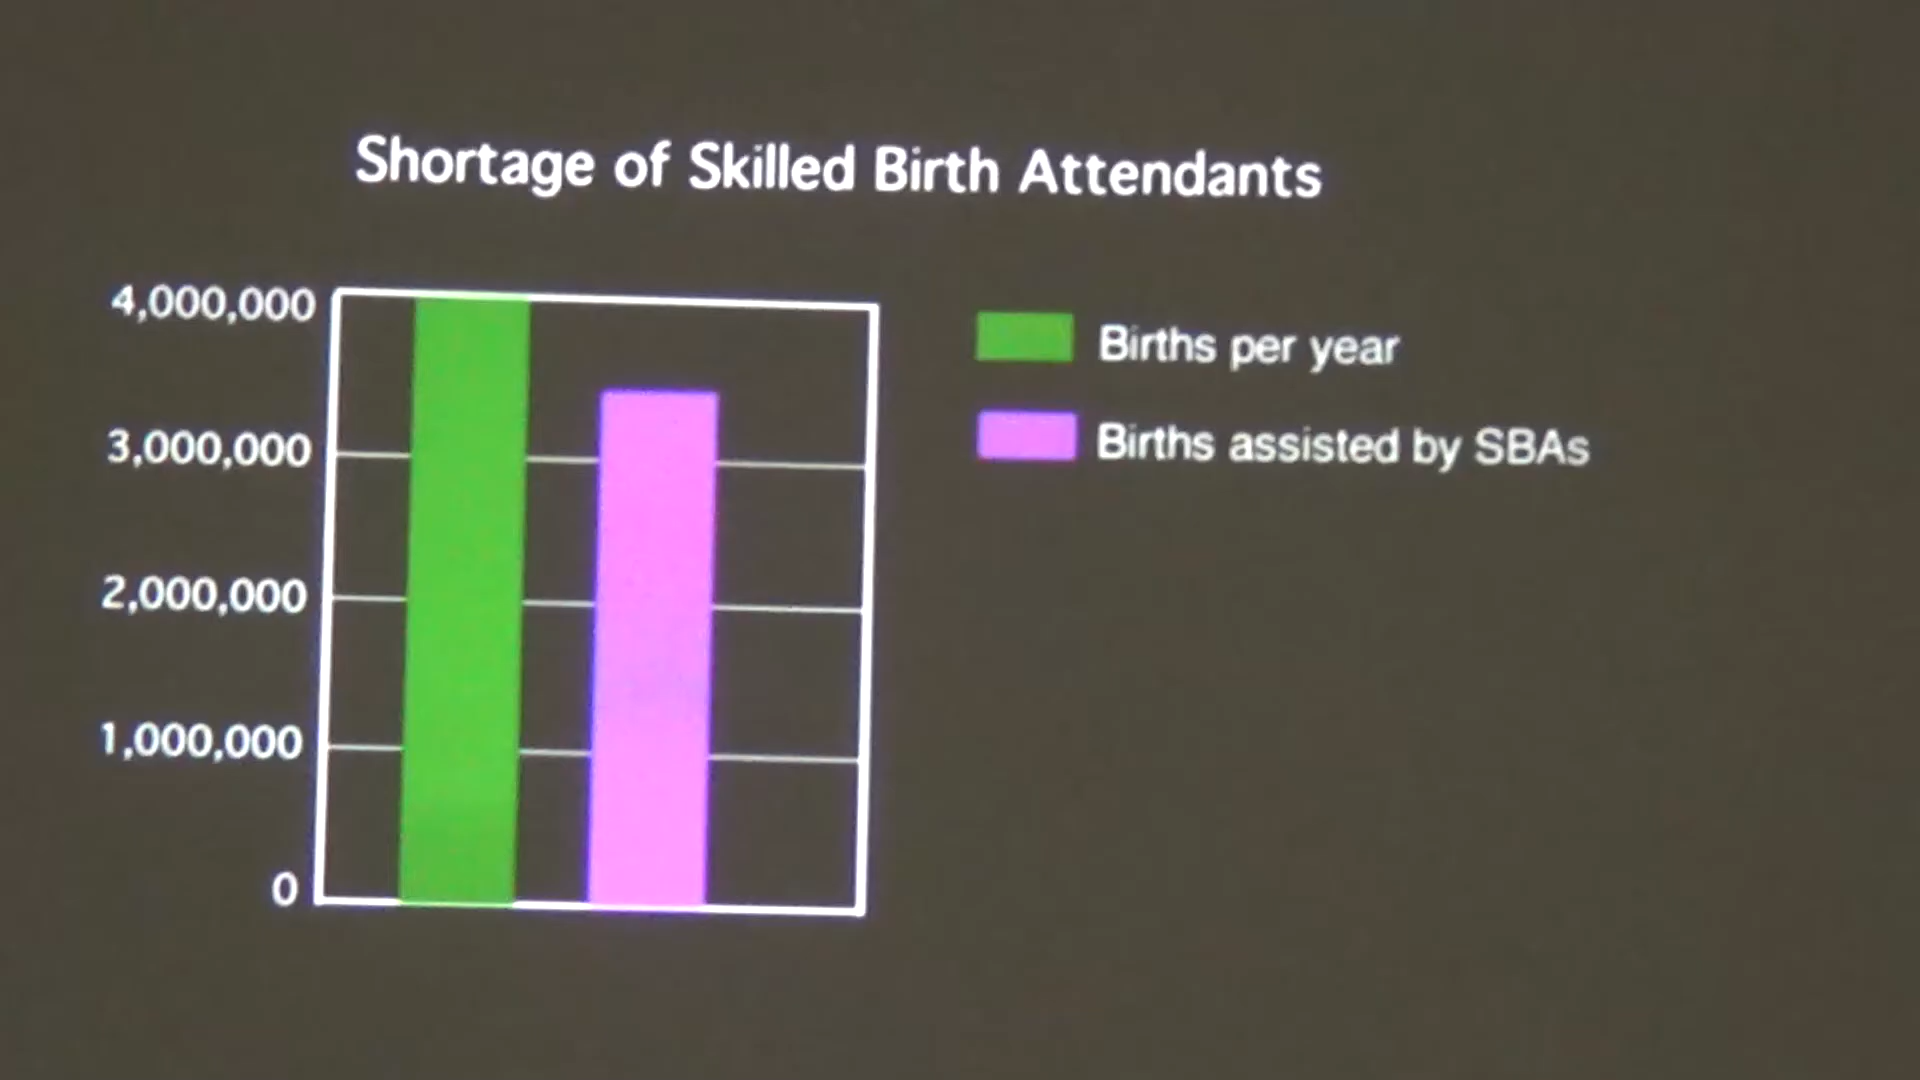 Shortage of Skilled Birth Attendants
4,000,000
3,000,000
2,000,000
1,000,000
0
Births per year
Births assisted by SBAs